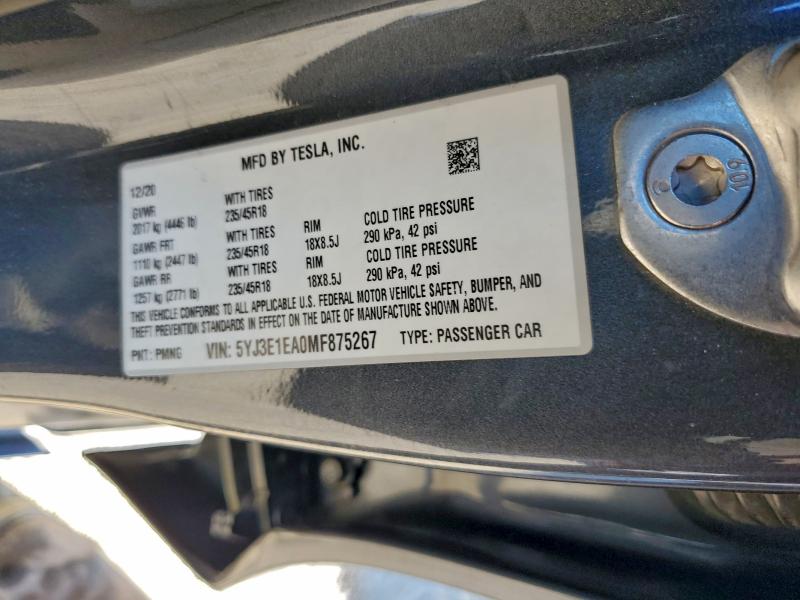 MFD BY TESLA, INC.
12/20
GVWR WITH TIRES
2017 kg (4446 lb) 235/45R18 RIM COLD TIRE PRESSURE
GAWR FRT WITH TIRES 18X8.5J 290 kPa, 42 psi
1110 kg (2447 lb) 235/45R18 RIM COLD TIRE PRESSURE
GAWR RR WITH TIRES 18X8.5J 290 kPa, 42 psi
1257 kg (2771 lb) 235/45R18
THIS VEHICLE CONFORMS TO ALL APPLICABLE U.S. FEDERAL MOTOR VEHICLE SAFETY, BUMPER, AND
THEFT PREVENTION STANDARDS IN EFFECT ON THE DATE OF MANUFACTURE SHOWN ABOVE.
PNT: PMNG VIN: 5YJ3E1EA0MF875267 TYPE: PASSENGER CAR
10.9